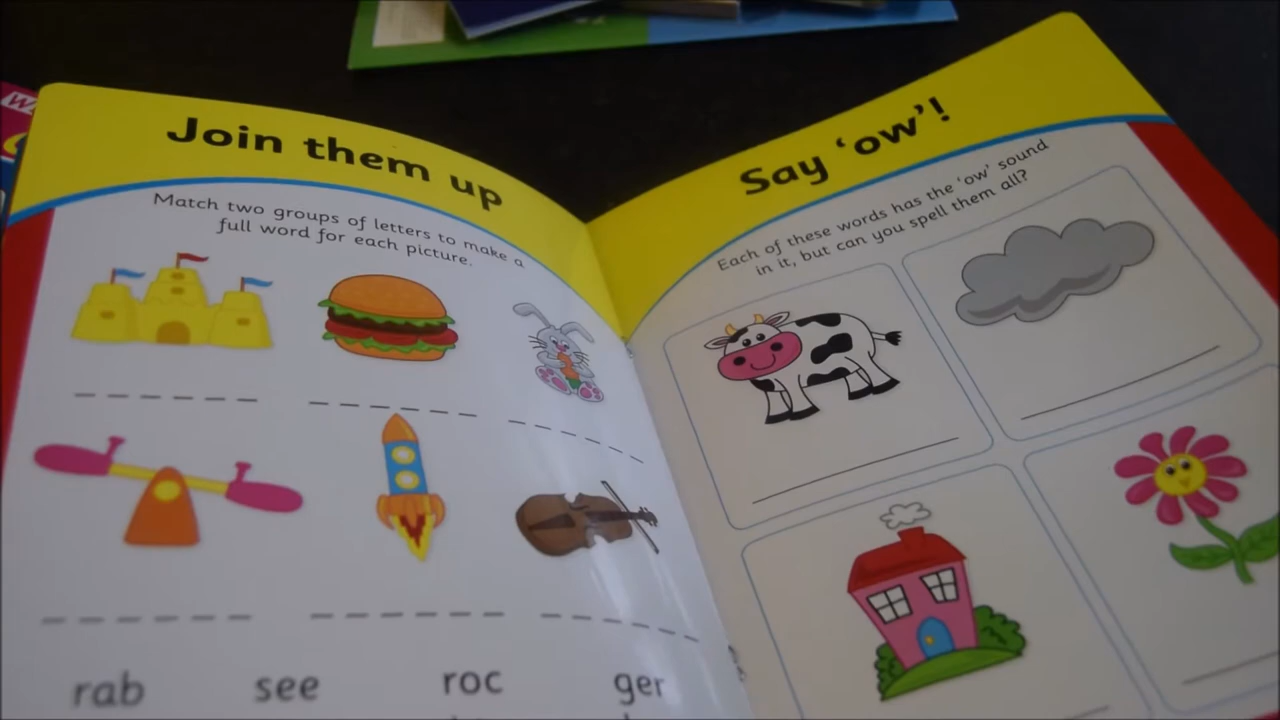 Join them up
Match two groups of letters to make a
full word for each picture.
rab see roc ger
Say 'ow'!
Each of these words has the 'ow' sound
in it, but can you spell them all?